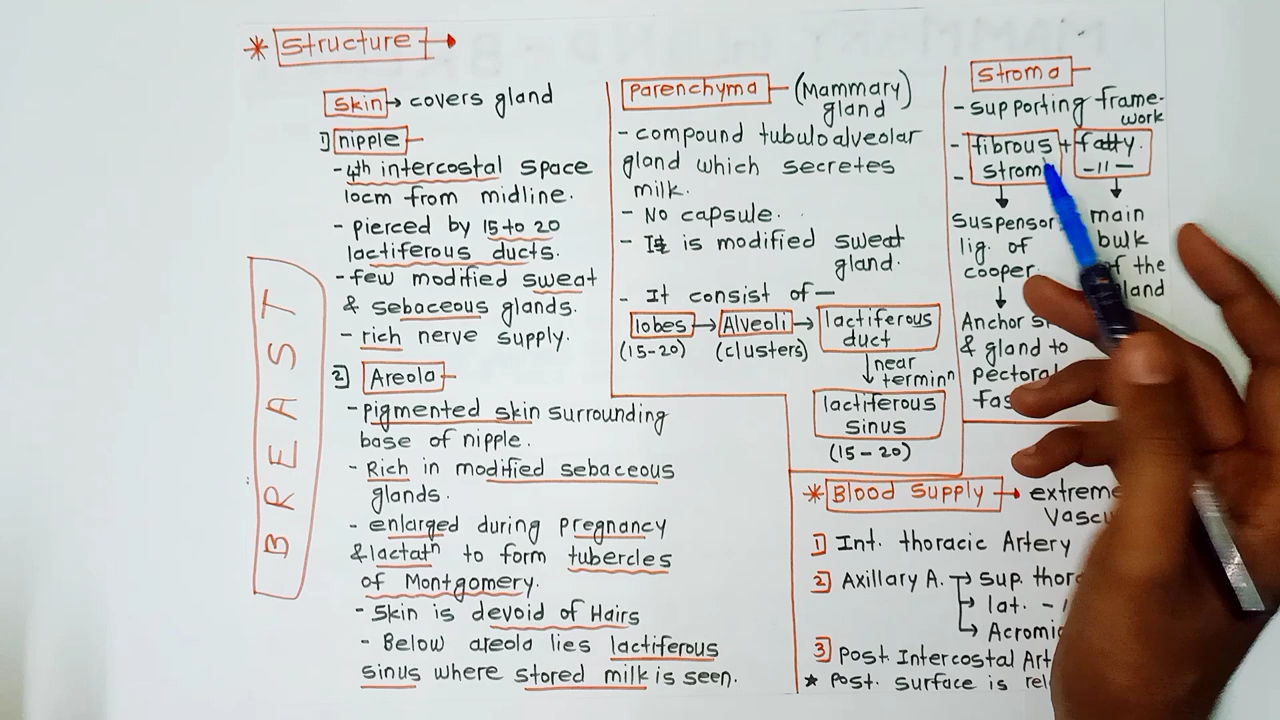 * Structure →
Skin → covers gland
1) nipple
- 4th intercostal space
10cm from midline.
- pierced by 15 to 20
lactiferous ducts.
- few modified sweat
& sebaceous glands.
- rich nerve supply.
2) Areola
- pigmented skin surrounding
base of nipple.
- Rich in modified sebaceous
glands.
- enlarged during pregnancy
& lactatⁿ to form tubercles
of Montgomery.
- Skin is devoid of Hairs
- Below areola lies lactiferous
sinus where stored milk is seen.
BREAST
Parenchyma - (Mammary)
gland
- compound tubuloalveolar
gland which secretes
milk.
- No capsule.
- It is modified sweat
gland.
- It consist of —
lobes → Alveoli → lactiferous
duct
(15-20) (clusters)
↓ near
terminⁿ
lactiferous
sinus
(15-20)
Stroma
- supporting frame-
work
- fibrous + fatty
- strom -11-
↓ ↓
Suspensor main
lig. of bulk
cooper. of the
gland
↓
Anchor
& gland to
pectoral
fas
* Blood supply → extreme
Vascu
1) Int. thoracic Artery
2) Axillary A. → Sup. thor
→ lat. -
→ Acromi
3) Post. Intercostal Art
* Post. surface is rel